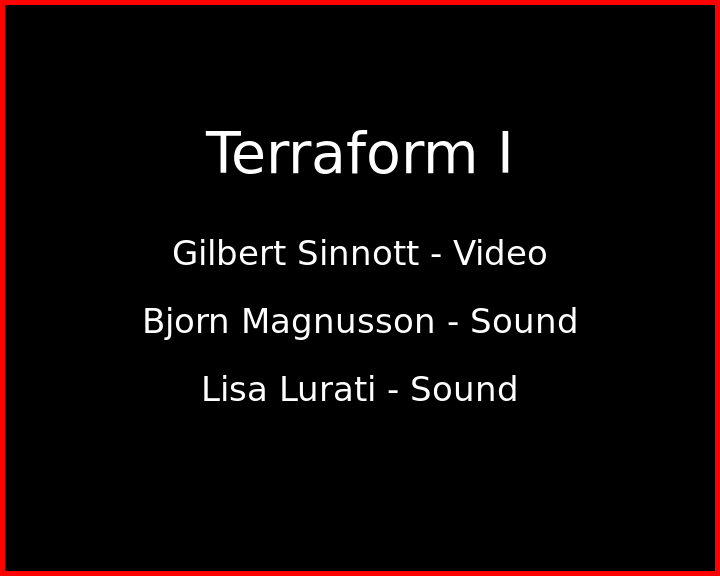 Terraform I
Gilbert Sinnott - Video
Bjorn Magnusson - Sound
Lisa Lurati - Sound